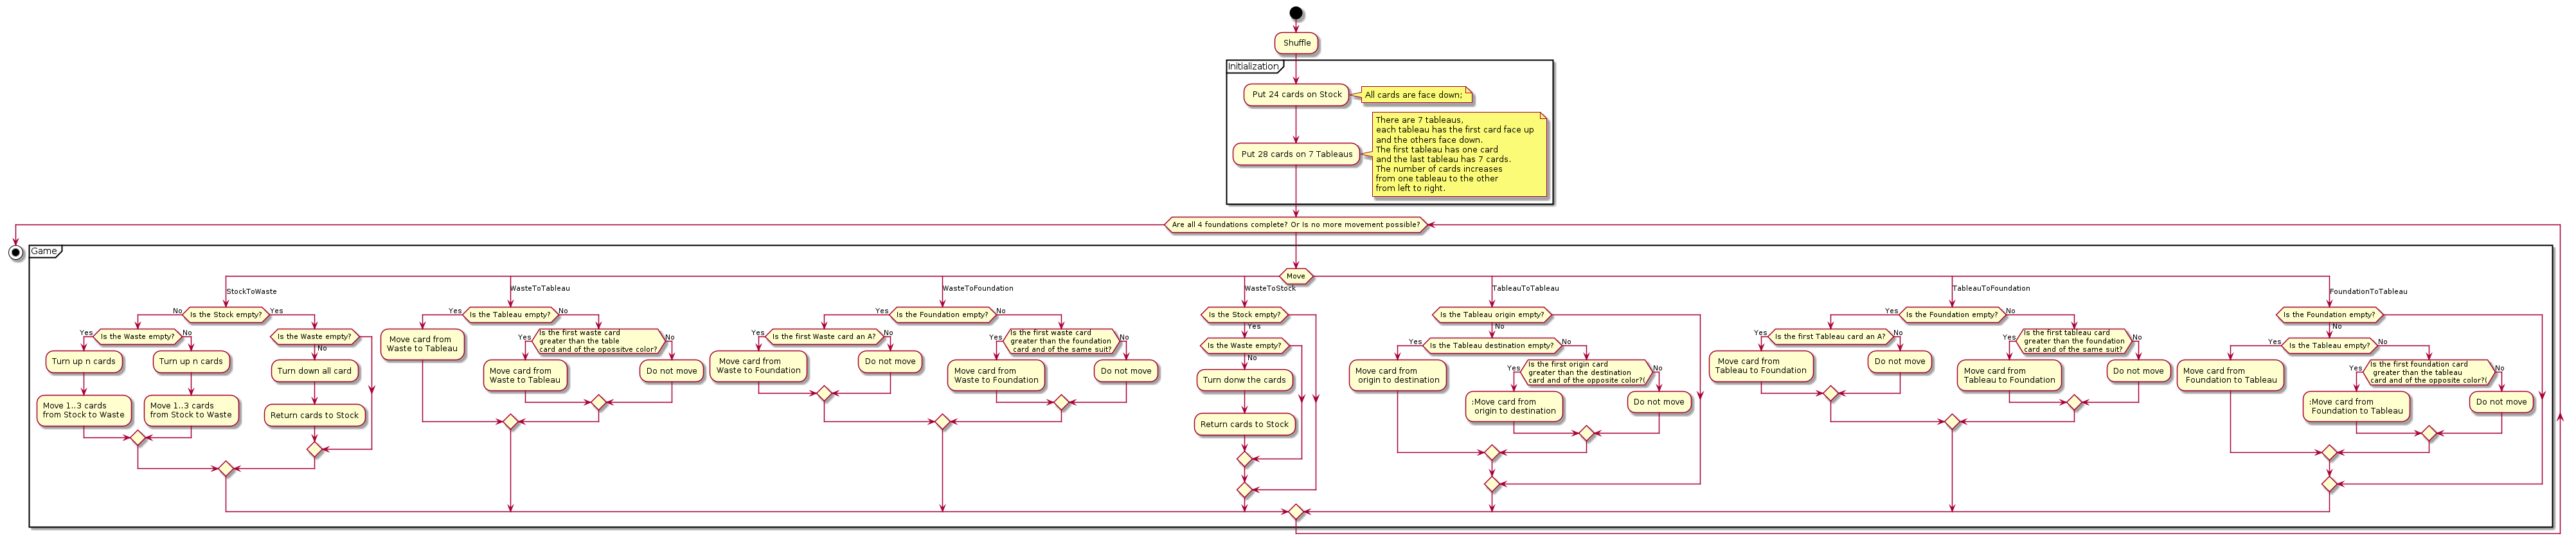 Shuffle
Initialization
Put 24 cards on Stock
All cards are face down;
Put 28 cards on 7 Tableaus
There are 7 tableaus,
each tableau has the first card face up
and the others face down.
The first tableau has one card
and the last tableau has 7 cards.
The number of cards increases
from one tableau to the other
from left to right.
Are all 4 foundations complete? Or Is no more movement possible?
Game
Move
StockToWaste
No
Is the Stock empty?
Yes
Yes
Is the Waste empty?
No
Turn up n cards
Move 1..3 cards
from Stock to Waste
Turn up n cards
Move 1..3 cards
from Stock to Waste
Is the Waste empty?
No
Turn down all card
Return cards to Stock
WasteToTableau
Yes
Is the Tableau empty?
No
Move card from
Waste to Tableau
Yes
Is the first waste card
greater than the table
card and of the opossitve color?
No
Move card from
Waste to Tableau
Do not move
WasteToFoundation
Yes
Is the Foundation empty?
No
Yes
Is the first Waste card an A?
No
Move card from
Waste to Foundation
Do not move
Yes
Is the first waste card
greater than the foundation
card and of the same suit?
No
Move card from
Waste to Foundation
Do not move
WasteToStock
Is the Stock empty?
Yes
Is the Waste empty?
No
Turn donw the cards
Return cards to Stock
TableauToTableau
Is the Tableau origin empty?
No
Yes
Is the Tableau destination empty?
No
Move card from
origin to destination
Yes
Is the first origin card
greater than the destination
card and of the opposite color?(
No
:Move card from
origin to destination
Do not move
TableauToFoundation
Yes
Is the Foundation empty?
No
Yes
Is the first Tableau card an A?
No
Move card from
Tableau to Foundation
Do not move
Yes
Is the first tableau card
greater than the foundation
card and of the same suit?
No
Move card from
Tableau to Foundation
Do not move
FoundationToTableau
Is the Foundation empty?
No
Yes
Is the Tableau empty?
No
Move card from
Foundation to Tableau
Yes
Is the first foundation card
greater than the tableau
card and of the opposite color?(
No
:Move card from
Foundation to Tableau
Do not move